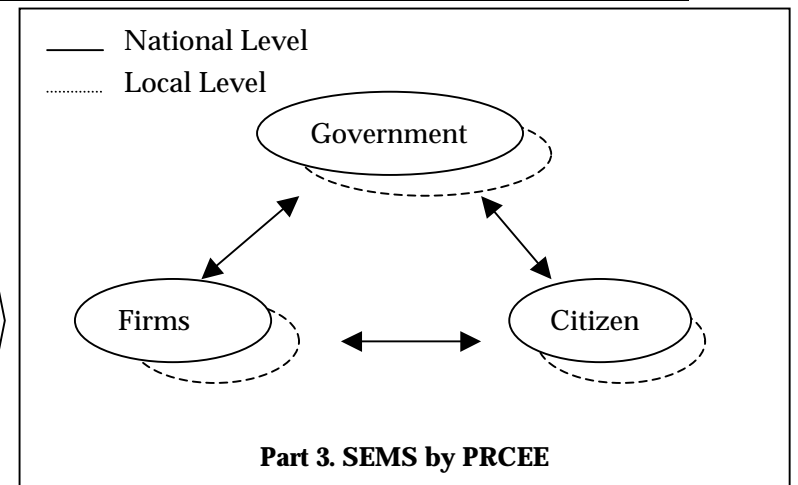 National Level
Local Level
Government
Firms
Citizen
Part 3. SEMS by PRCEE